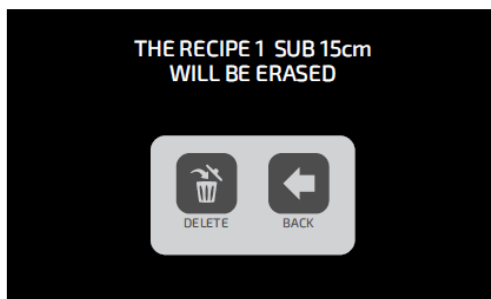 THE RECIPE 1 SUB 15cm
WILL BE ERASED
DELETE
BACK